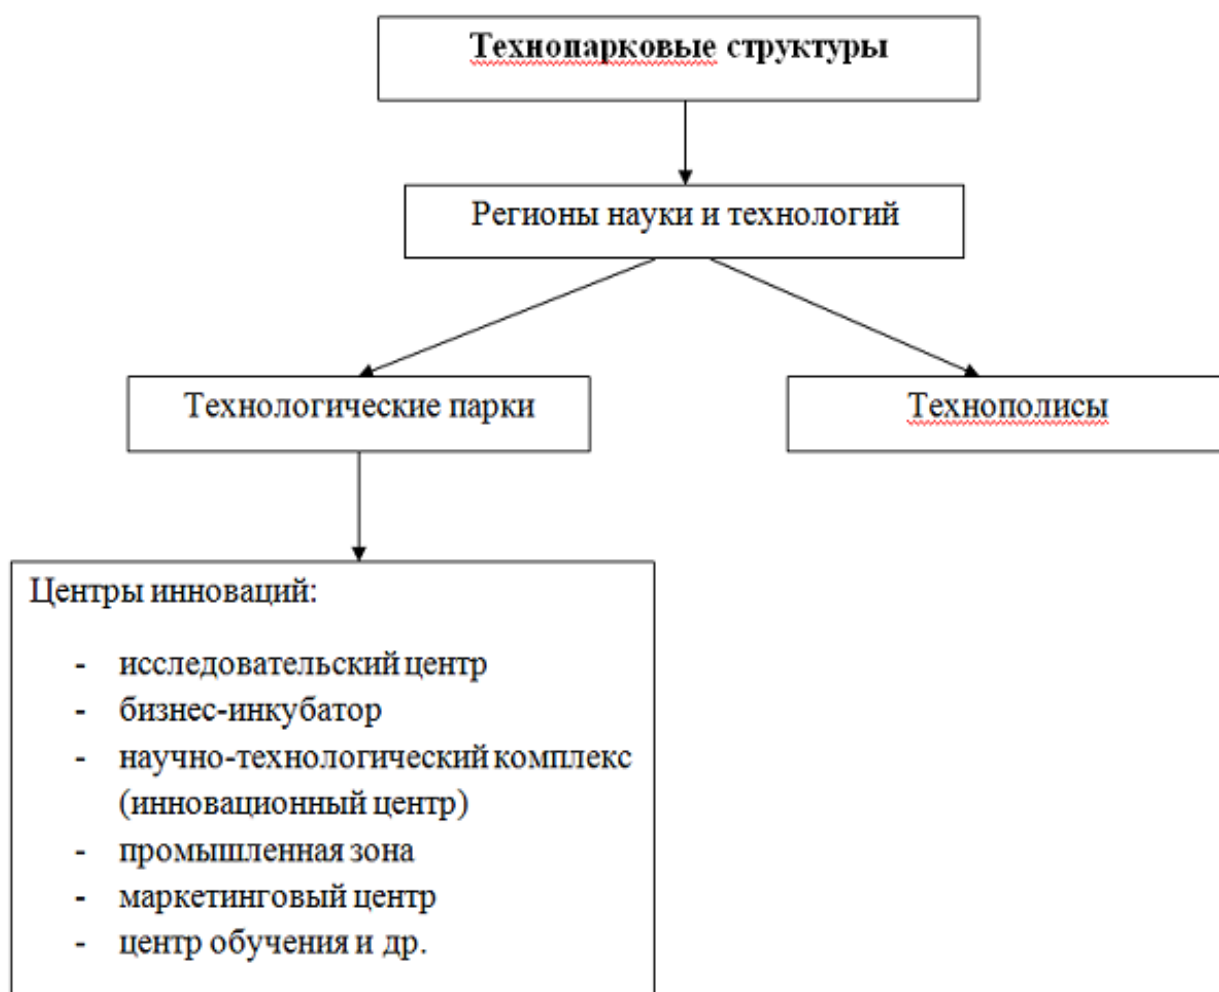 Технопарковые структуры
Регионы науки и технологий
Технологические парки
Технополисы
Центры инноваций:
- исследовательский центр
- бизнес-инкубатор
- научно-технологический комплекс
(инновационный центр)
- промышленная зона
- маркетинговый центр
- центр обучения и др.